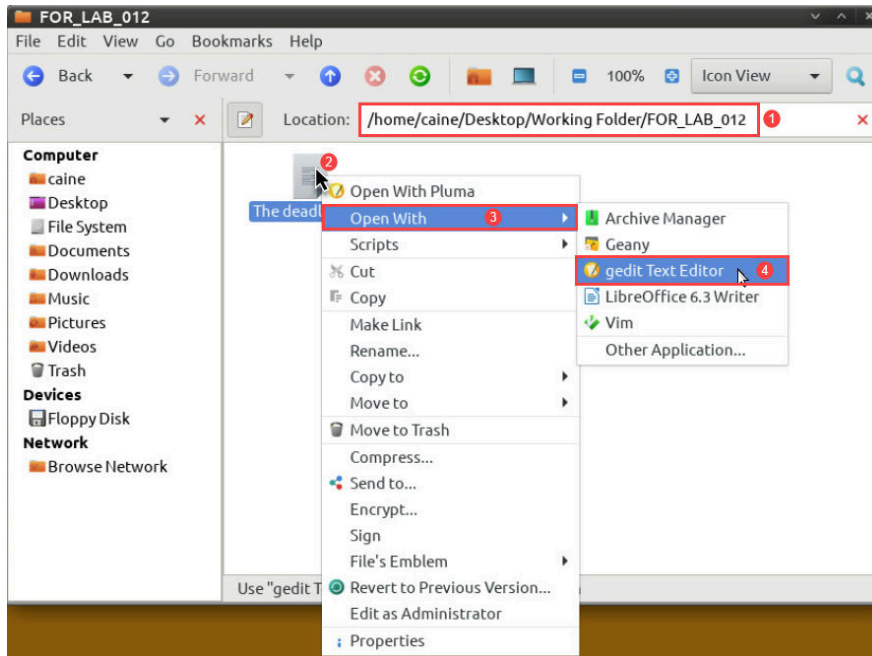 FOR_LAB_012
File Edit View Go Bookmarks Help
Back Forward 100% Icon View
Places Location: /home/caine/Desktop/Working Folder/FOR_LAB_012 1
Computer
caine
Desktop
File System
Documents
Downloads
Music
Pictures
Videos
Trash
Devices
Floppy Disk
Network
Browse Network
2
The deadl
Open With Pluma
Open With 3
Scripts
Cut
Copy
Make Link
Rename...
Copy to
Move to
Move to Trash
Compress...
Send to...
Encrypt...
Sign
File's Emblem
Revert to Previous Version...
Edit as Administrator
Properties
Archive Manager
Geany
gedit Text Editor 4
LibreOffice 6.3 Writer
Vim
Other Application...
Use "gedit T